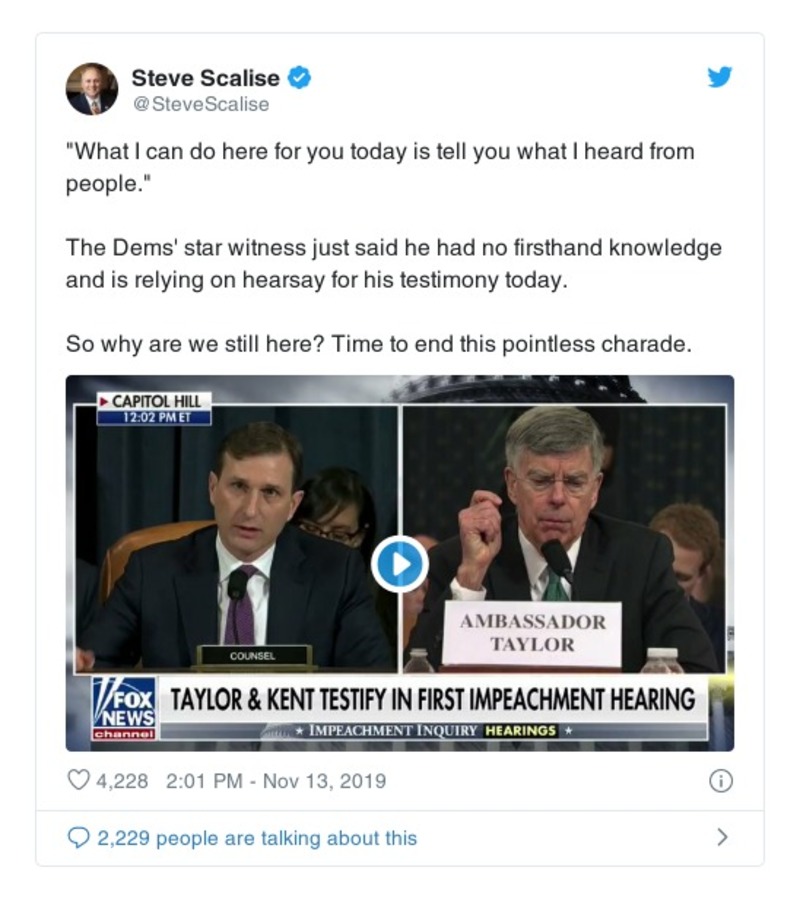 Steve Scalise
@SteveScalise
"What I can do here for you today is tell you what I heard from
people."
The Dems' star witness just said he had no firsthand knowledge
and is relying on hearsay for his testimony today.
So why are we still here? Time to end this pointless charade.
CAPITOL HILL
12:02 PM ET
COUNSEL
AMBASSADOR
TAYLOR
FOX
NEWS
channel
TAYLOR & KENT TESTIFY IN FIRST IMPEACHMENT HEARING
IMPEACHMENT INQUIRY HEARINGS
4,228 2:01 PM - Nov 13, 2019
2,229 people are talking about this